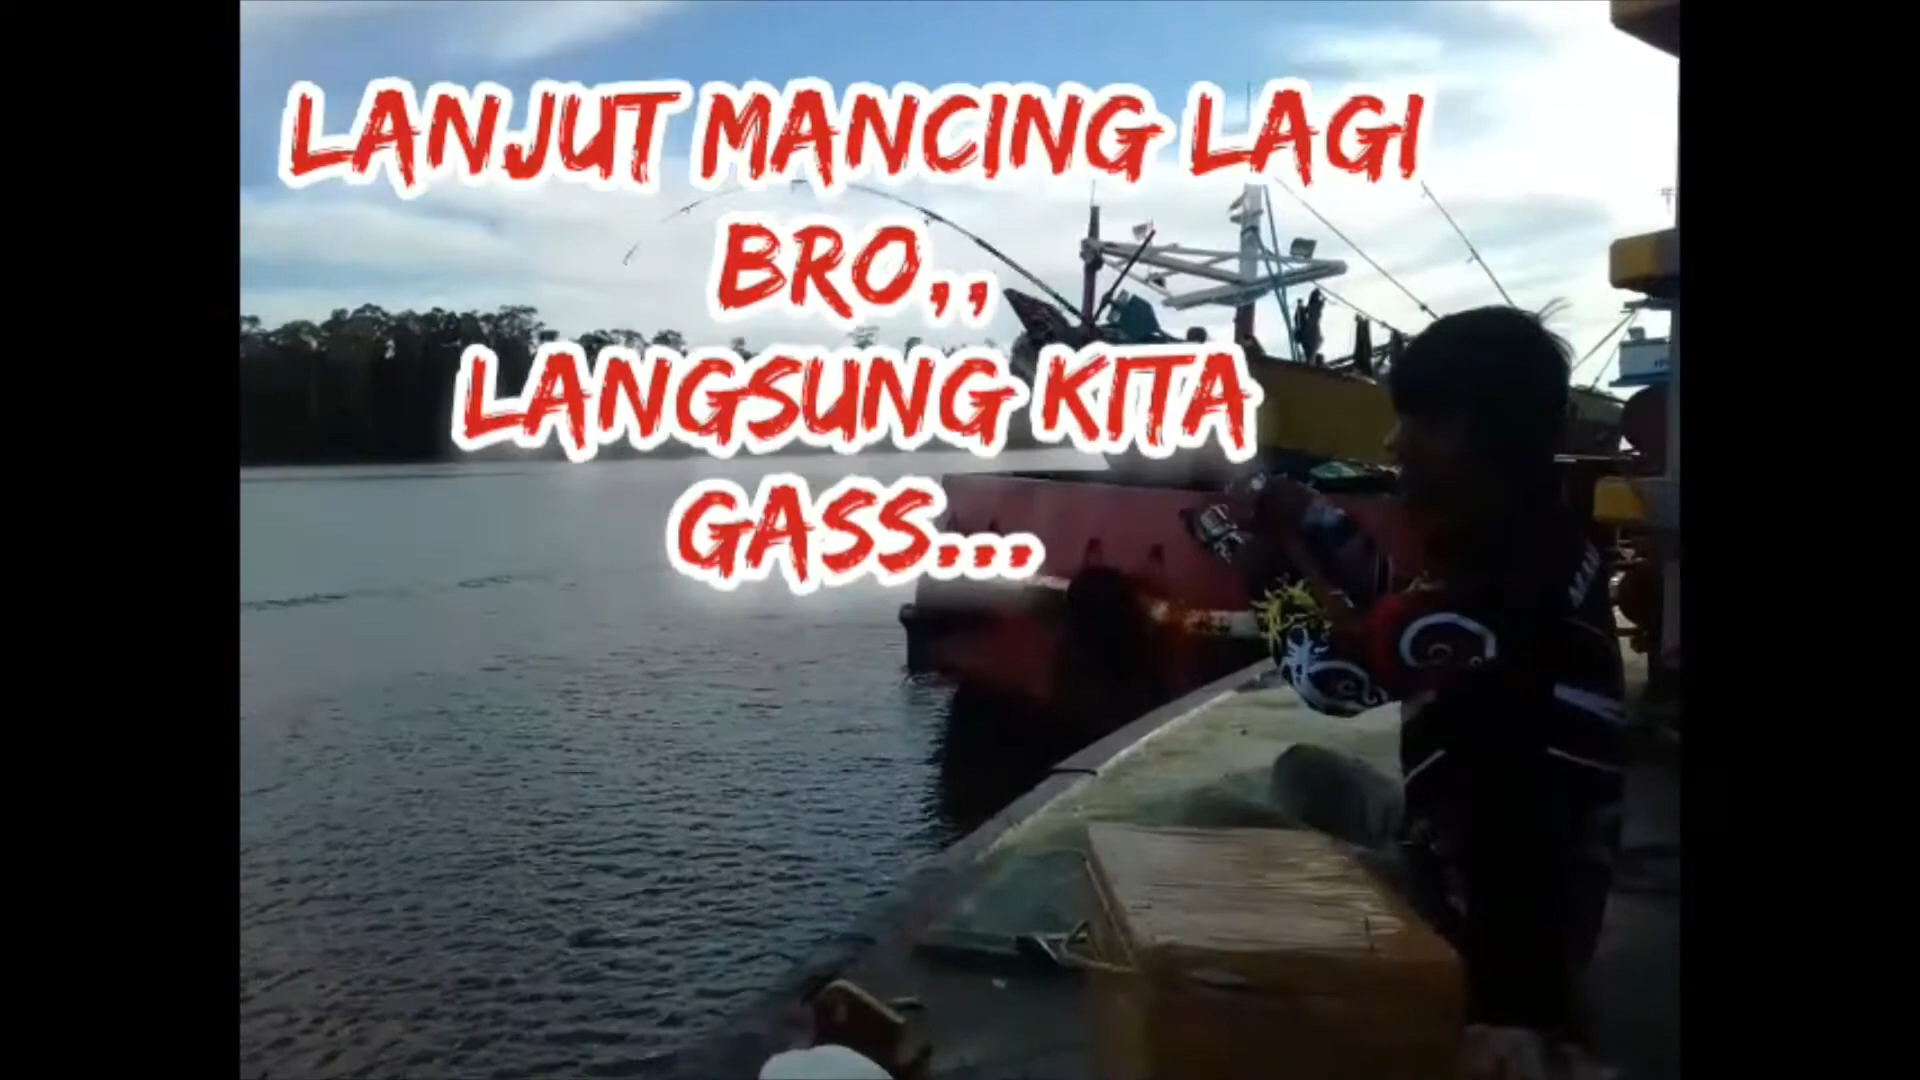 LANJUT MANCING LAGI
BRO,,
LANGSUNG KITA
GASS...